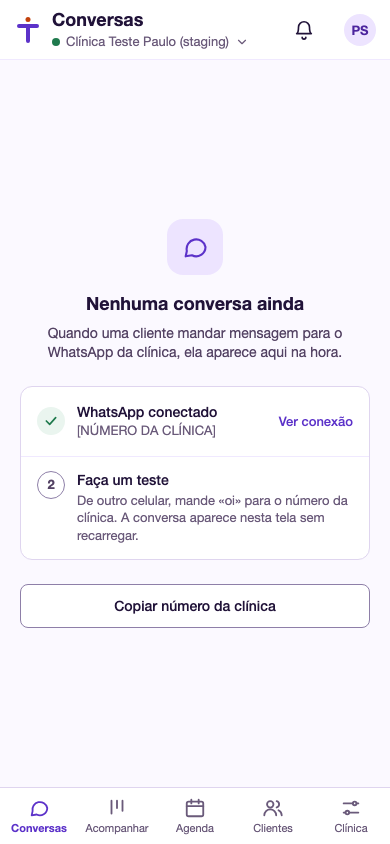 Conversas
Clínica Teste Paulo (staging)
PS
Nenhuma conversa ainda
Quando uma cliente mandar mensagem para o
WhatsApp da clínica, ela aparece aqui na hora.
WhatsApp conectado
[NÚMERO DA CLÍNICA]
Ver conexão
2
Faça um teste
De outro celular, mande «oi» para o número da
clínica. A conversa aparece nesta tela sem
recarregar.
Copiar número da clínica
Conversas
Acompanhar
Agenda
Clientes
Clínica